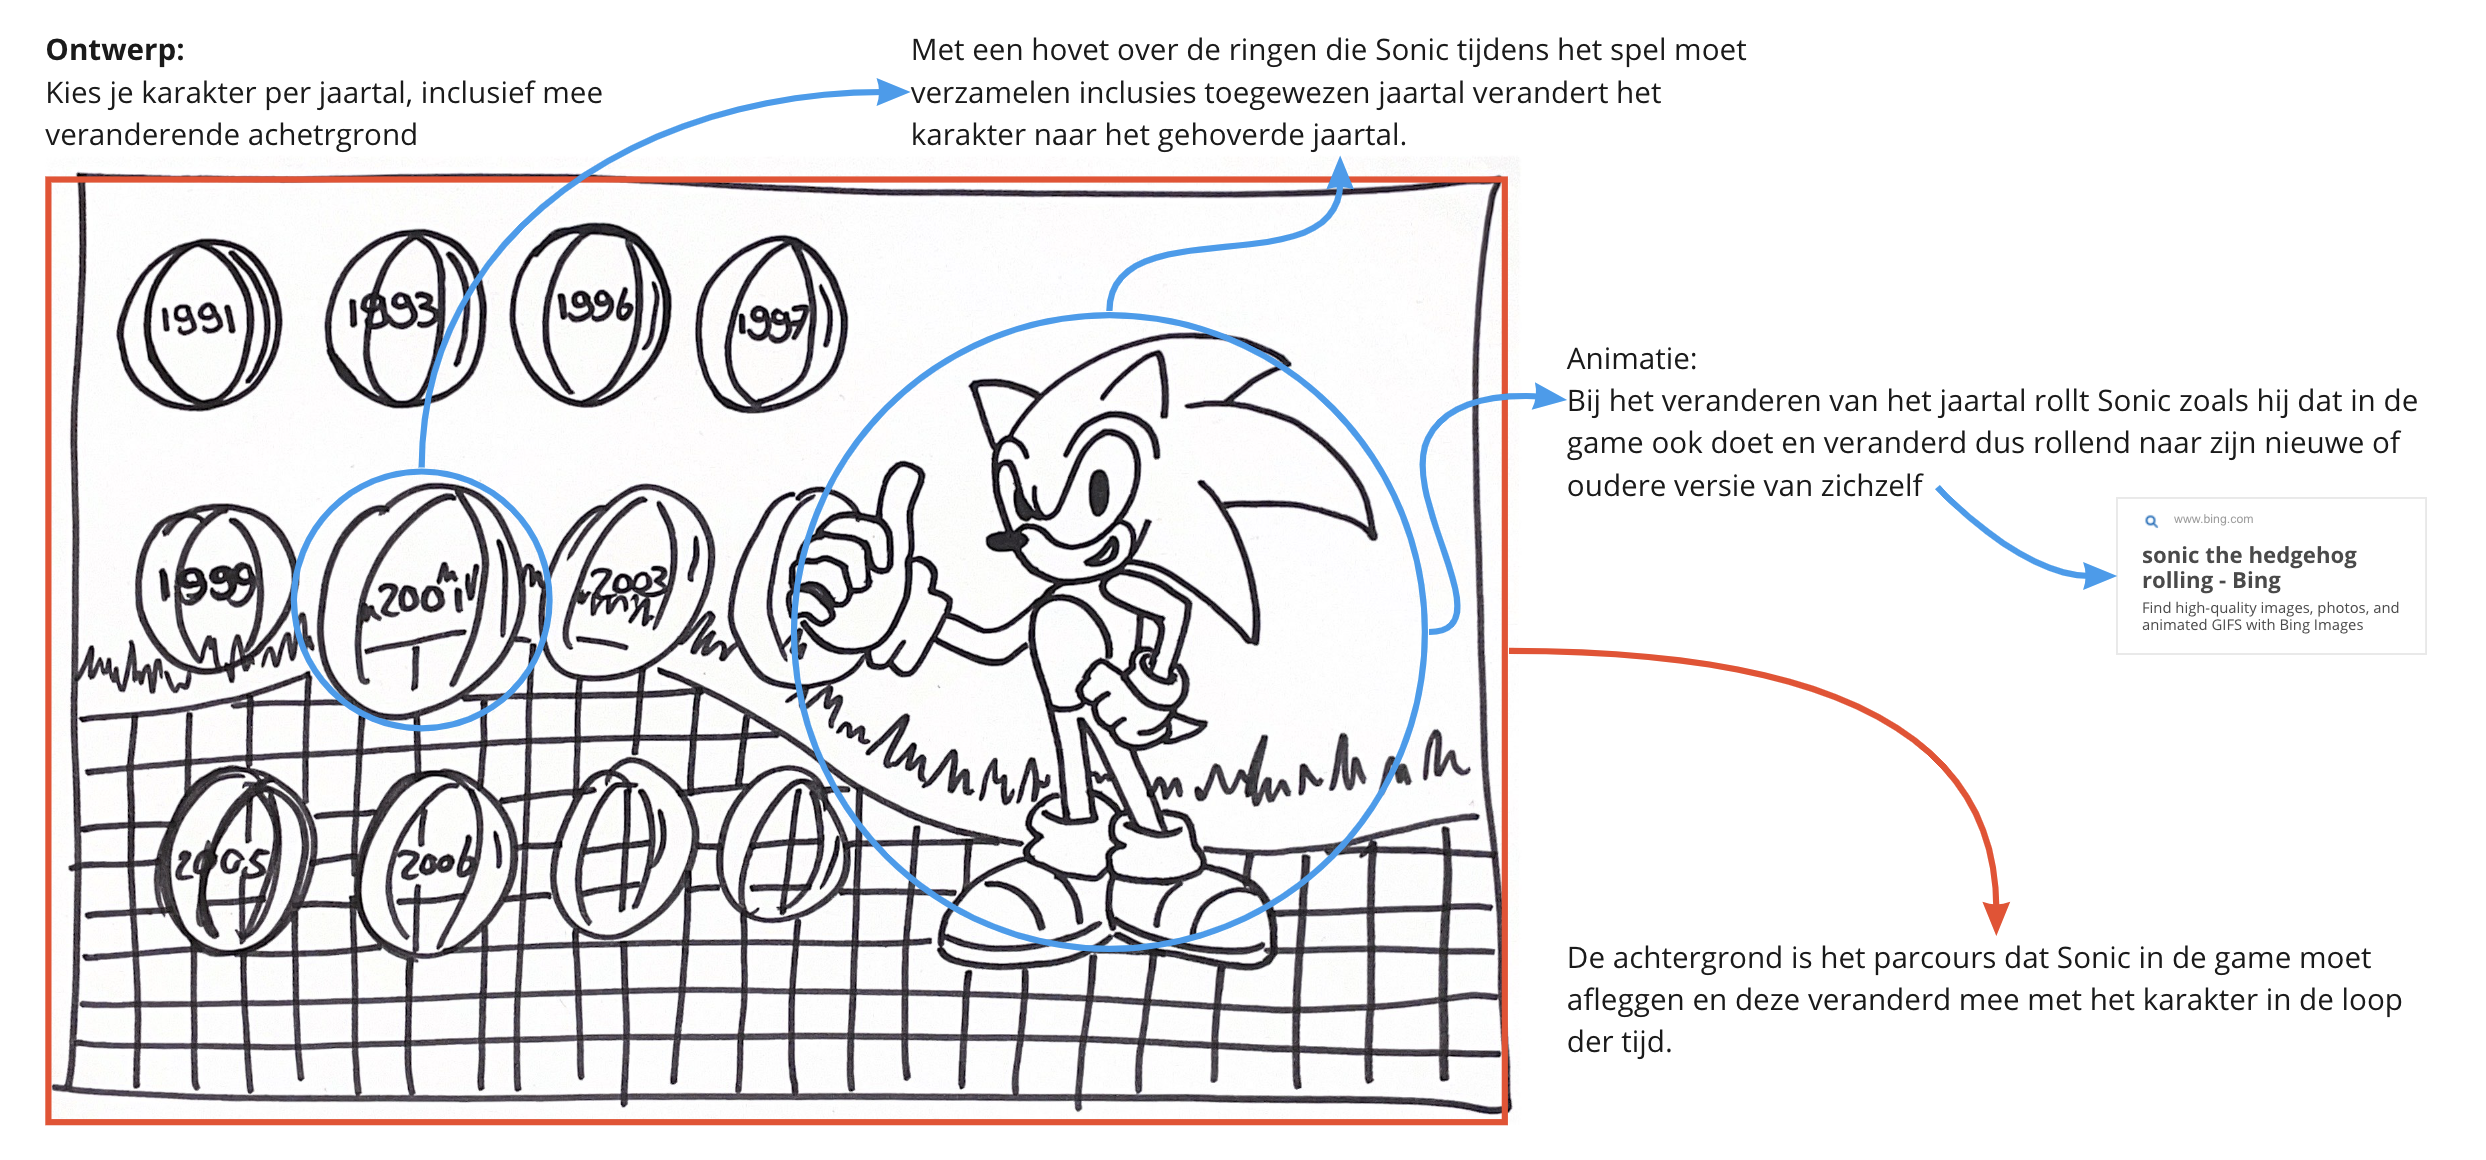 Ontwerp:
Kies je karakter per jaartal, inclusief mee
veranderende achetrgrond
Met een hovet over de ringen die Sonic tijdens het spel moet
verzamelen inclusies toegewezen jaartal verandert het
karakter naar het gehoverde jaartal.
1991
1993
1996
1997
1999
2001
2003
2005
2006
Animatie:
Bij het veranderen van het jaartal rollt Sonic zoals hij dat in de
game ook doet en veranderd dus rollend naar zijn nieuwe of
oudere versie van zichzelf
www.bing.com
sonic the hedgehog
rolling - Bing
Find high-quality images, photos, and
animated GIFS with Bing Images
De achtergrond is het parcours dat Sonic in de game moet
afleggen en deze veranderd mee met het karakter in de loop
der tijd.